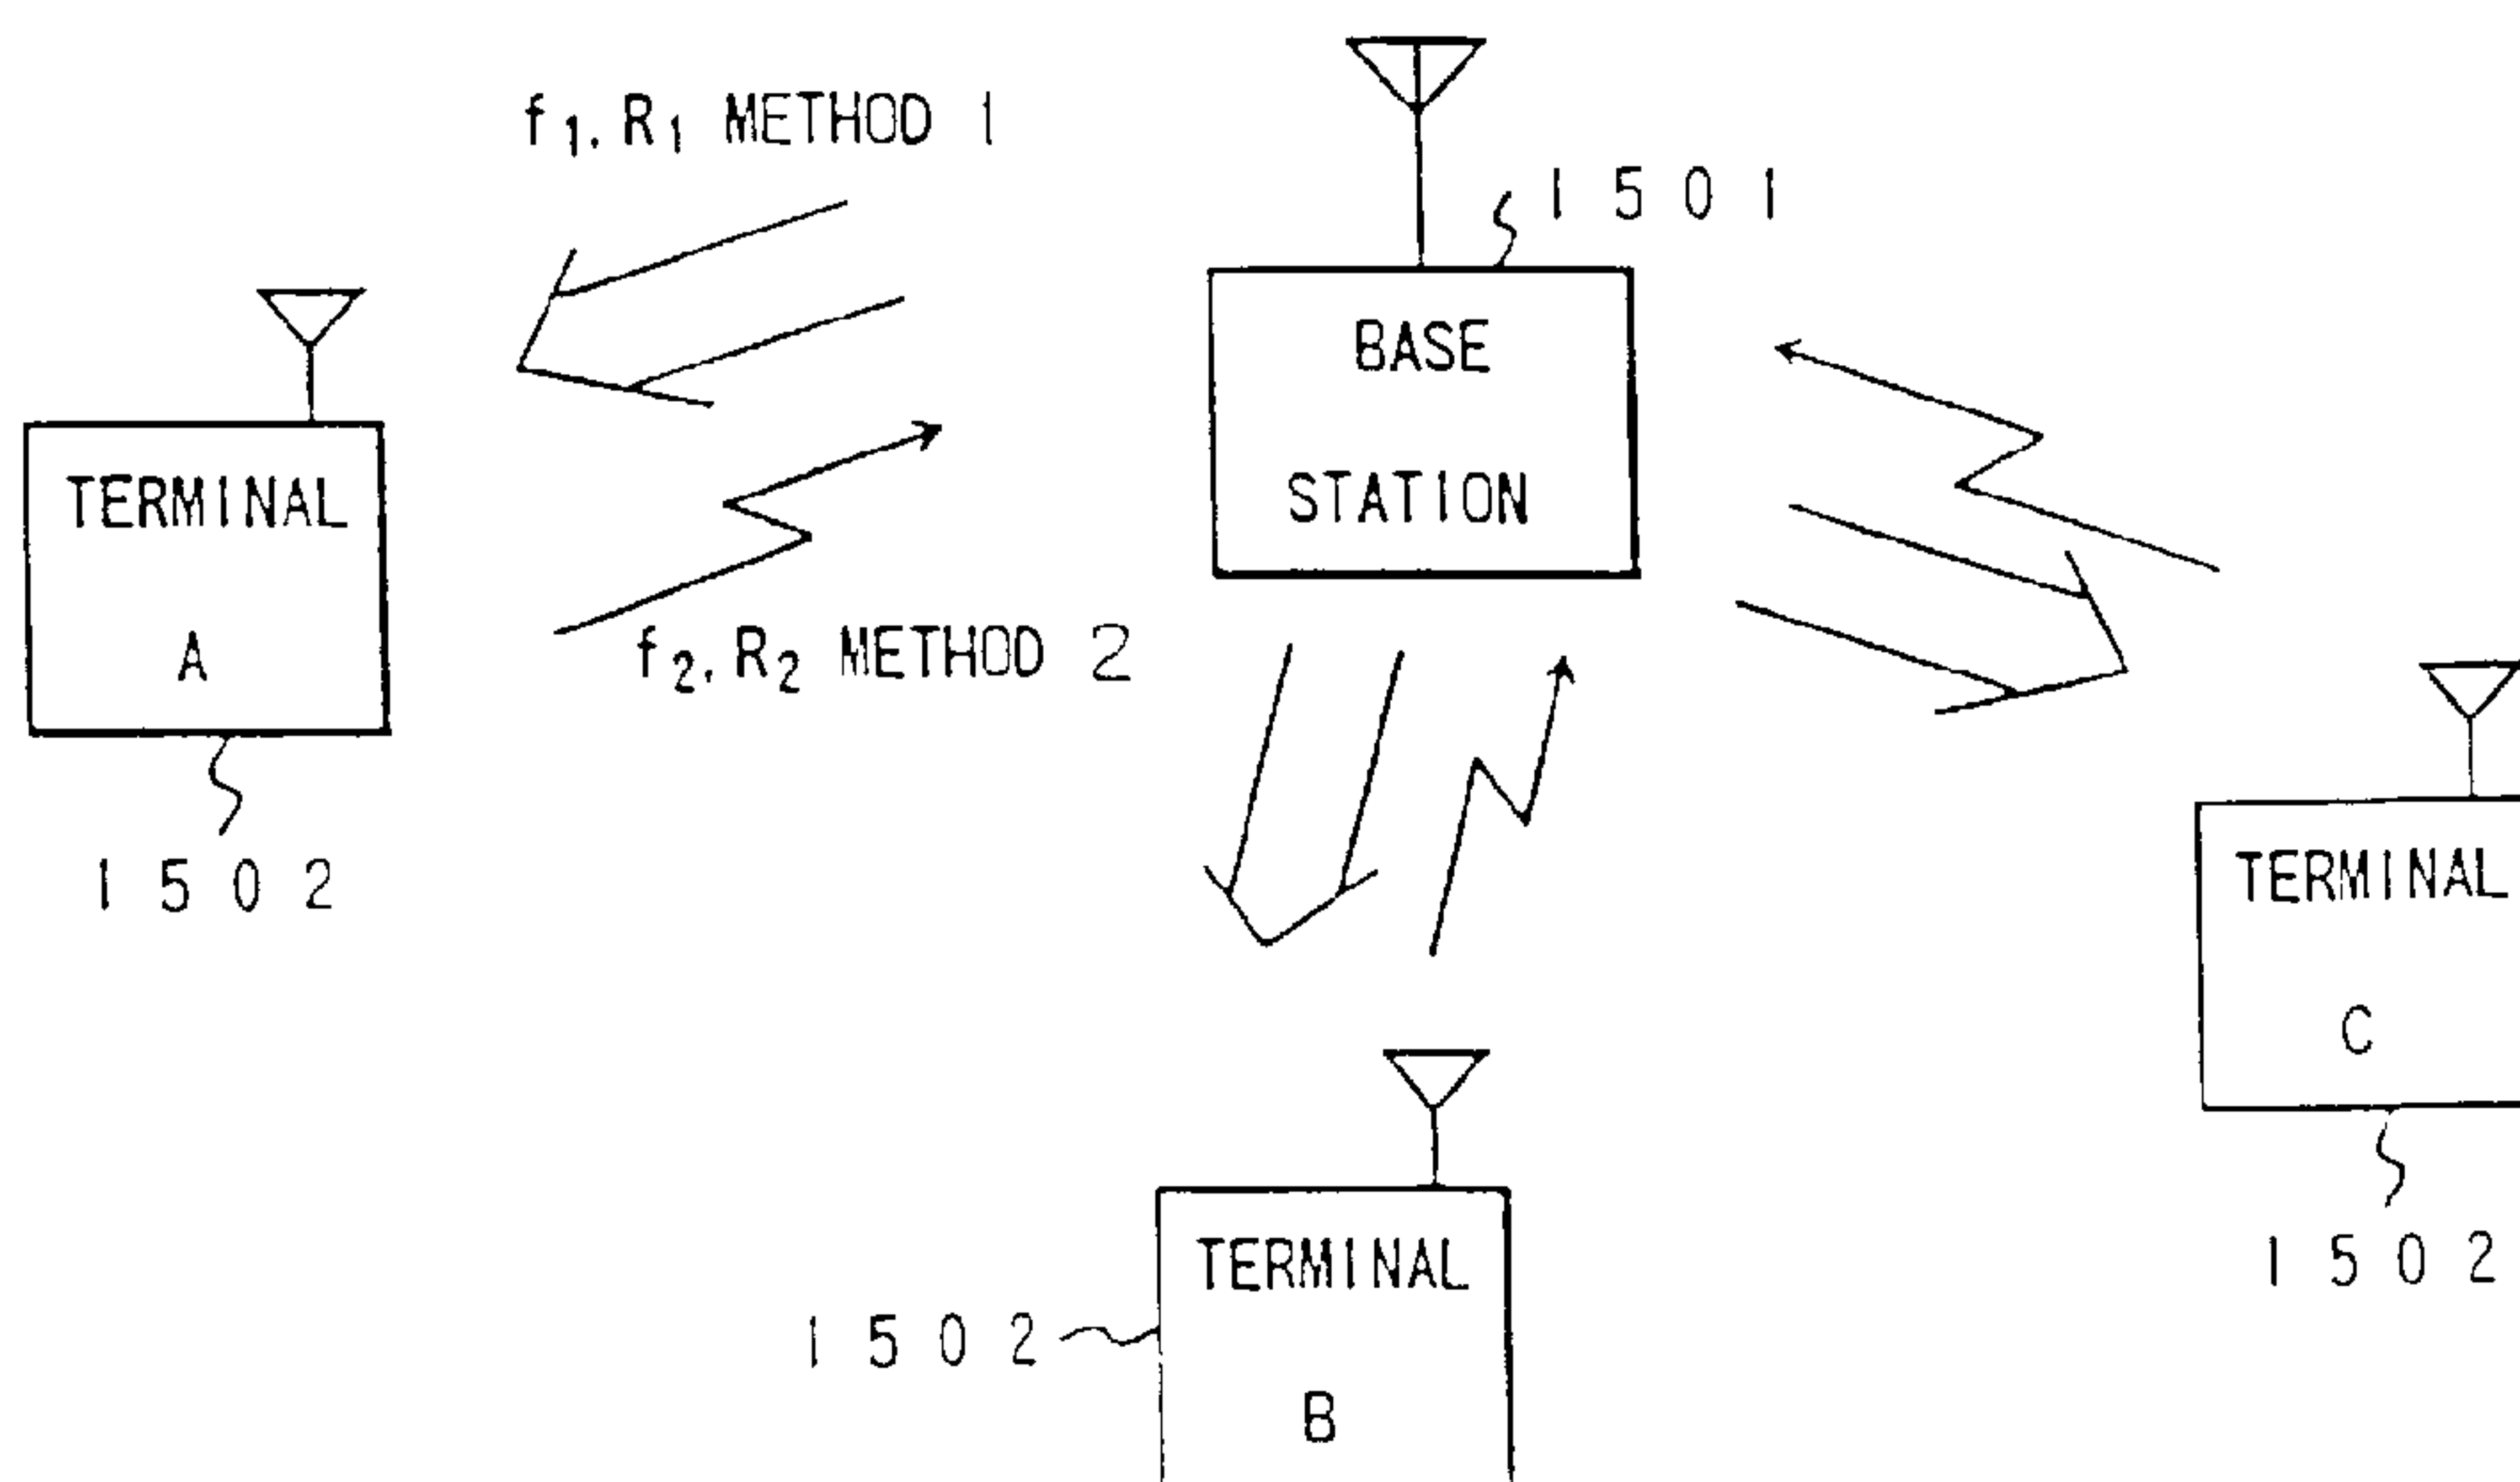 f₁, R₁ METHOD 1
1501
BASE
STATION
TERMINAL
A
f₂, R₂ METHOD 2
1502
TERMINAL
C
1502
TERMINAL
1502
B